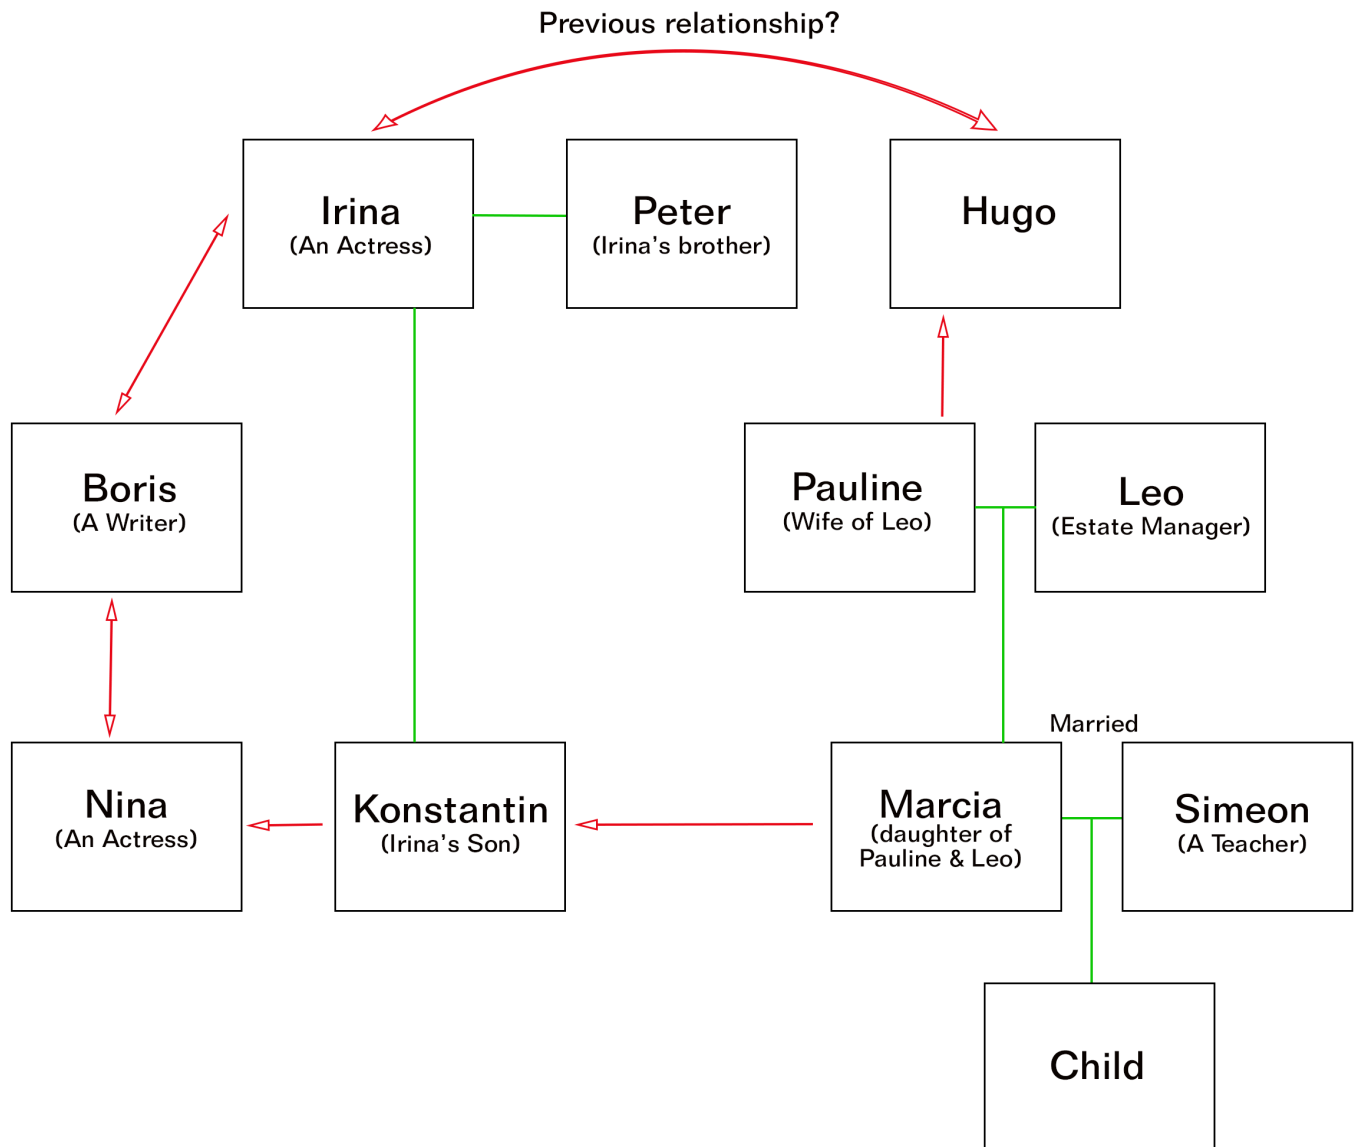 Previous relationship?
Irina
(An Actress)
Peter
(Irina's brother)
Hugo
Boris
(A Writer)
Pauline
(Wife of Leo)
Leo
(Estate Manager)
Married
Nina
(An Actress)
Konstantin
(Irina's Son)
Marcia
(daughter of
Pauline & Leo)
Simeon
(A Teacher)
Child